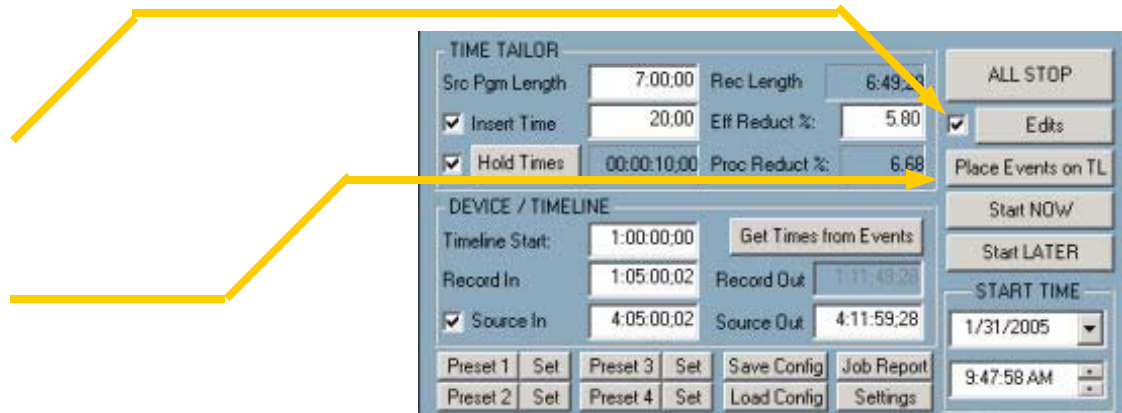 TIME TAILOR
Src Pgm Length 7:00;00 Rec Length 6:49;28
Insert Time 20;00 Eff Reduct %: 5.80
Hold Times 00:00:10;00 Proc Reduct %: 6.68
DEVICE / TIMELINE
Timeline Start: 1:00:00;00 Get Times from Events
Record In 1:05:00;02 Record Out 1:11:49;28
Source In 4:05:00;02 Source Out 4:11:59;28
Preset 1 Set Preset 3 Set Save Config Job Report
Preset 2 Set Preset 4 Set Load Config Settings
ALL STOP
Edits
Place Events on TL
Start NOW
Start LATER
START TIME
1/31/2005
9:47:58 AM